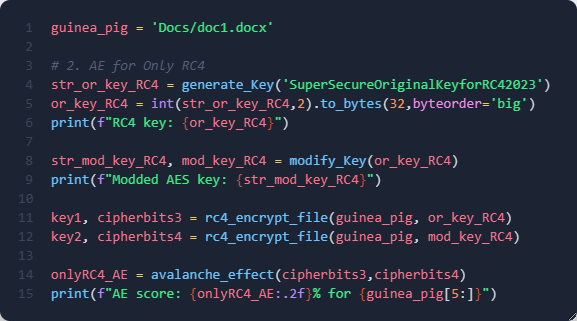 1 guinea_pig = 'Docs/doc1.docx'
2
3 # 2. AE for Only RC4
4 str_or_key_RC4 = generate_Key('SuperSecureOriginalKeyforRC42023')
5 or_key_RC4 = int(str_or_key_RC4,2).to_bytes(32,byteorder='big')
6 print(f"RC4 key: {or_key_RC4}")
7
8 str_mod_key_RC4, mod_key_RC4 = modify_Key(or_key_RC4)
9 print(f"Modded AES key: {str_mod_key_RC4}")
10
11 key1, cipherbits3 = rc4_encrypt_file(guinea_pig, or_key_RC4)
12 key2, cipherbits4 = rc4_encrypt_file(guinea_pig, mod_key_RC4)
13
14 onlyRC4_AE = avalanche_effect(cipherbits3,cipherbits4)
15 print(f"AE score: {onlyRC4_AE:.2f}% for {guinea_pig[5:]}")